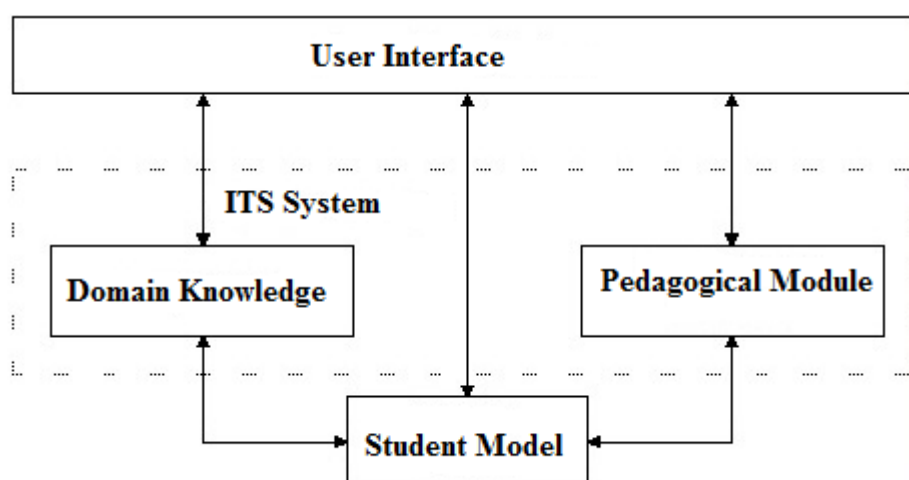 User Interface
ITS System
Domain Knowledge
Pedagogical Module
Student Model